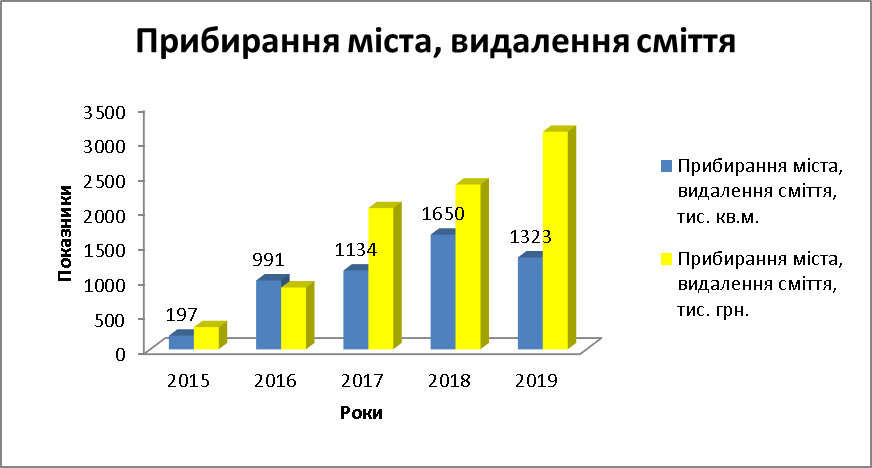 Прибирання міста, видалення сміття
3500
3000
2500
2000
1500
1000
500
0
Показники
197
991
1134
1650
1323
2015
2016
2017
2018
2019
Роки
Прибирання міста,
видалення сміття,
тис. кв.м.
Прибирання міста,
видалення сміття,
тис. грн.